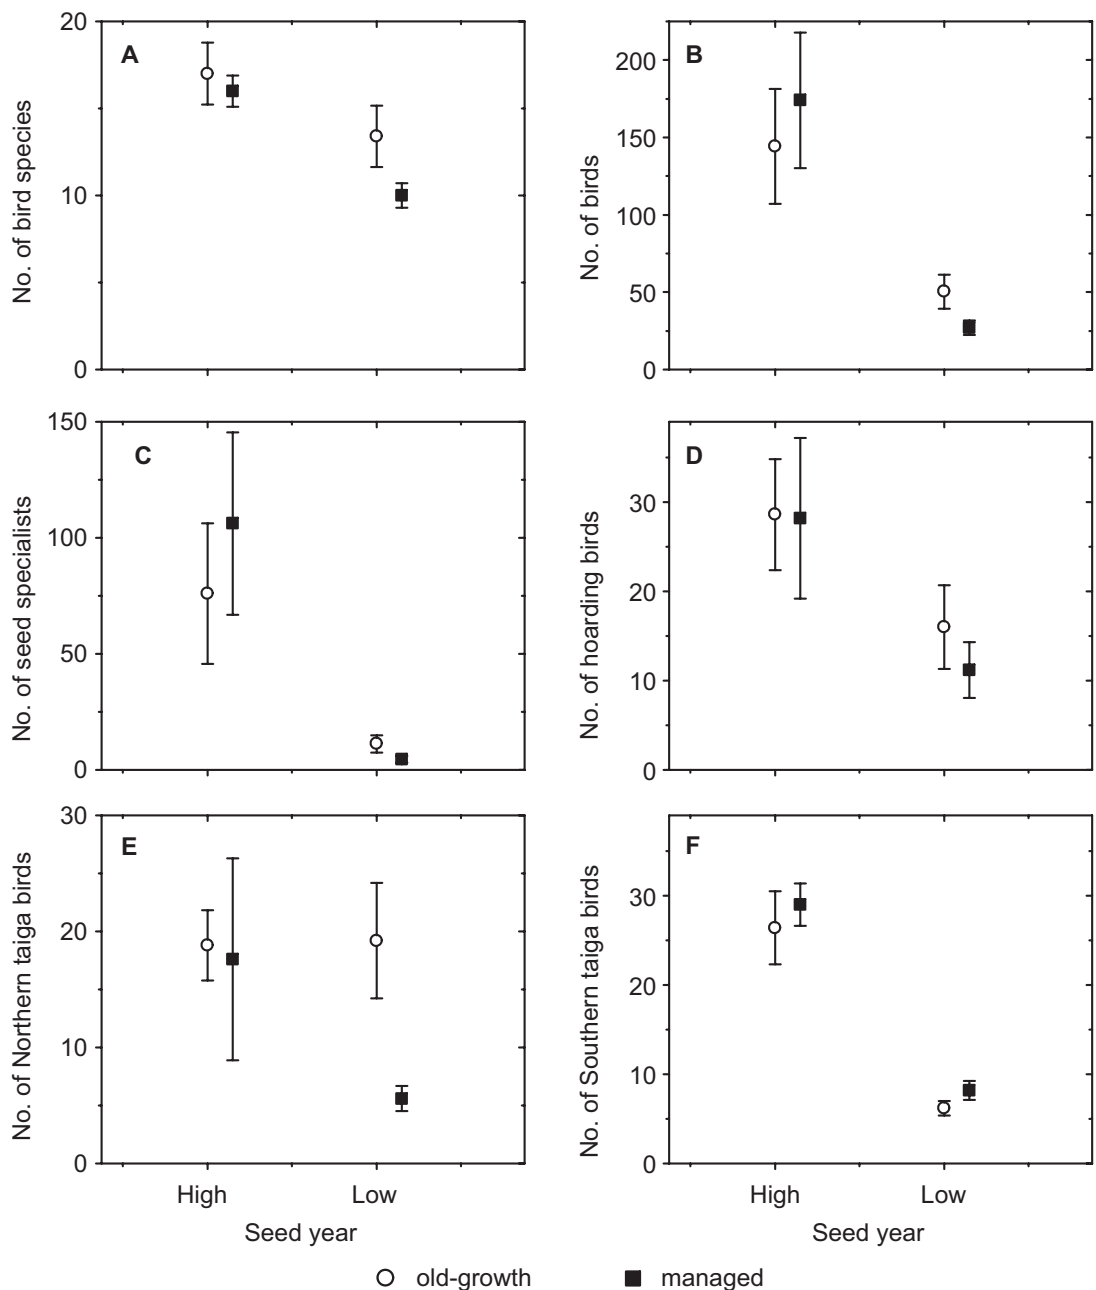 A
No. of bird species
20
10
0
B
No. of birds
200
150
100
50
0
C
No. of seed specialists
150
100
50
0
D
No. of hoarding birds
30
20
10
0
E
No. of Northern taiga birds
30
20
10
0
High Low
Seed year
F
No. of Southern taiga birds
30
20
10
0
High Low
Seed year
old-growth managed